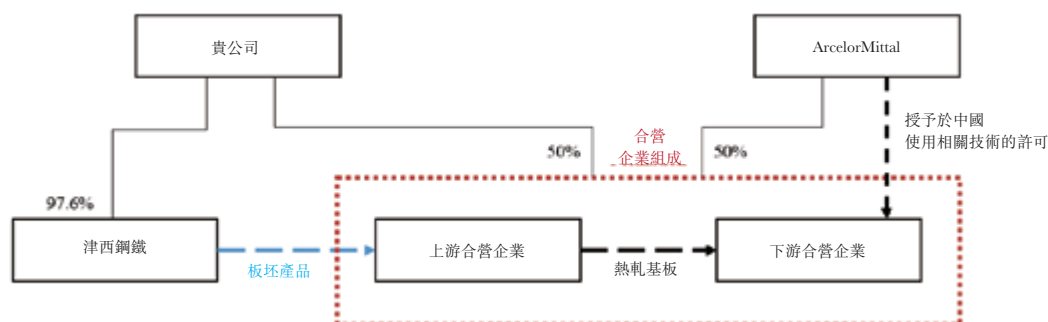 貴公司
ArcelorMittal
授予於中國
使用相關技術的許可
合營
企業組成
50%
50%
97.6%
津西鋼鐵
板坯產品
上游合營企業
熱軋基板
下游合營企業